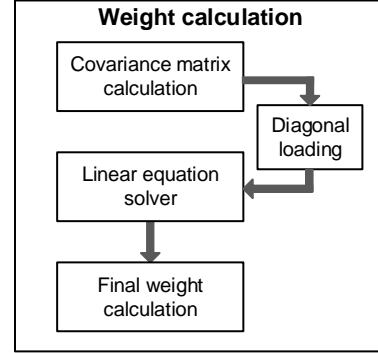 Weight calculation
Covariance matrix
calculation
Diagonal
loading
Linear equation
solver
Final weight
calculation